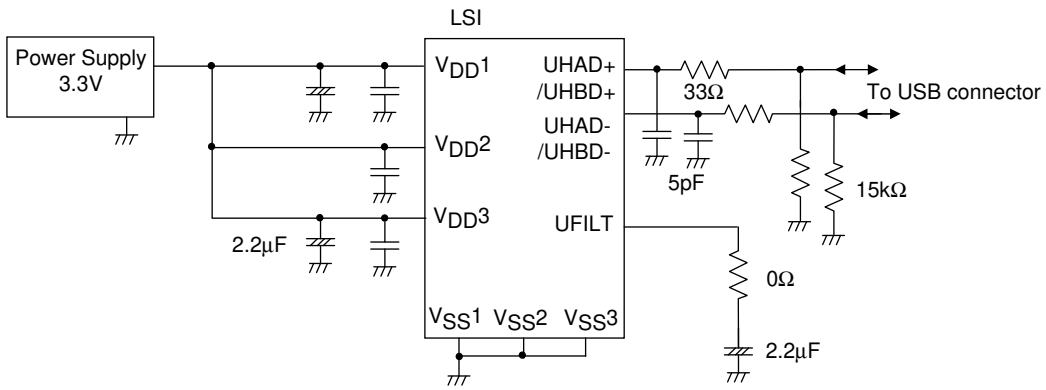 LSI
Power Supply
3.3V
VDD1
VDD2
VDD3
2.2μF
VSS1 VSS2 VSS3
UHAD+
/UHBD+
UHAD-
/UHBD-
UFILT
33Ω
To USB connector
5pF
15kΩ
0Ω
2.2μF